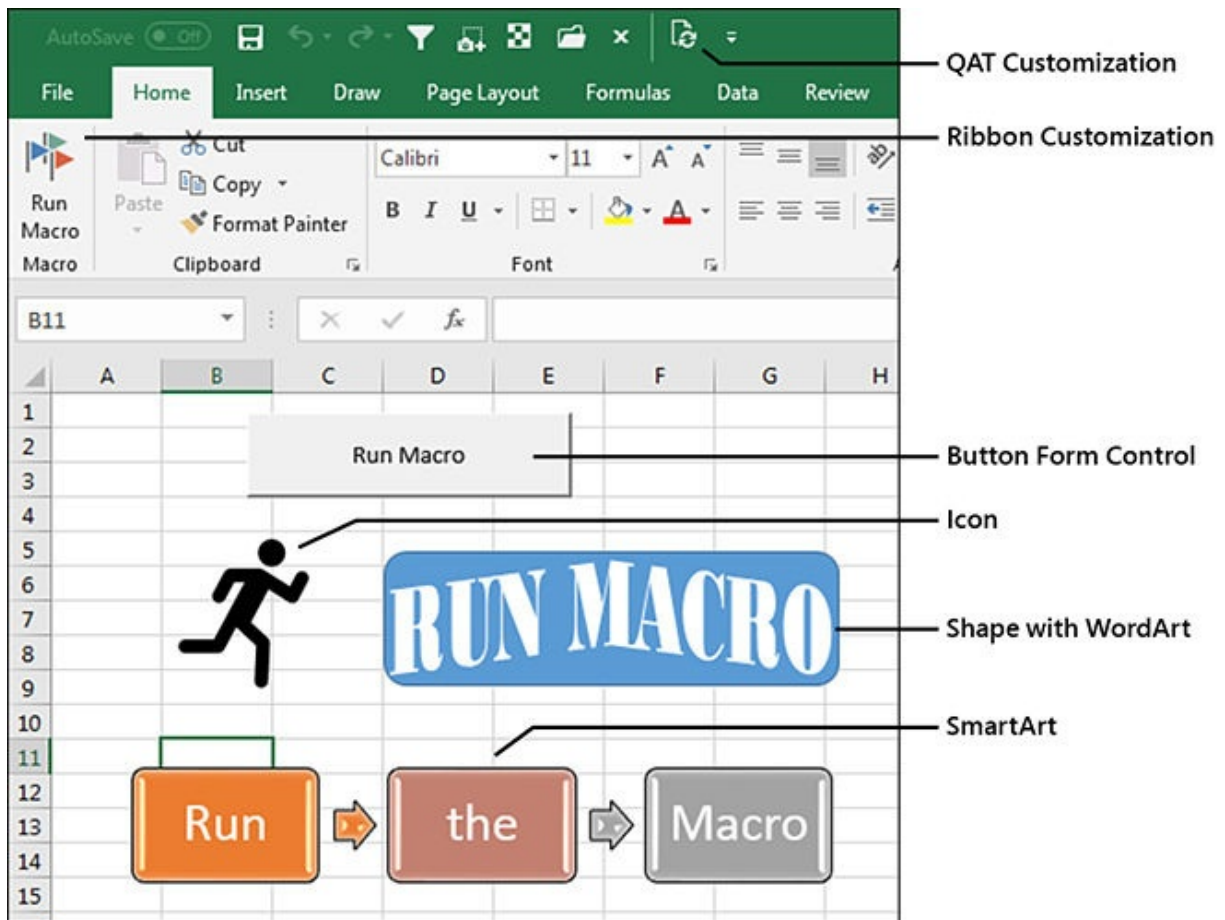 AutoSave Off
QAT Customization
File Home Insert Draw Page Layout Formulas Data Review
Ribbon Customization
Cut
Copy
Format Painter
Paste
Run
Macro
Calibri 11 A A ab
B I U A
Macro Clipboard Font
B11 fx
A B C D E F G H
1
2
3
4
5
6
7
8
9
10
11
12
13
14
15
Run Macro
Button Form Control
Icon
RUN MACRO
Shape with WordArt
SmartArt
Run the Macro